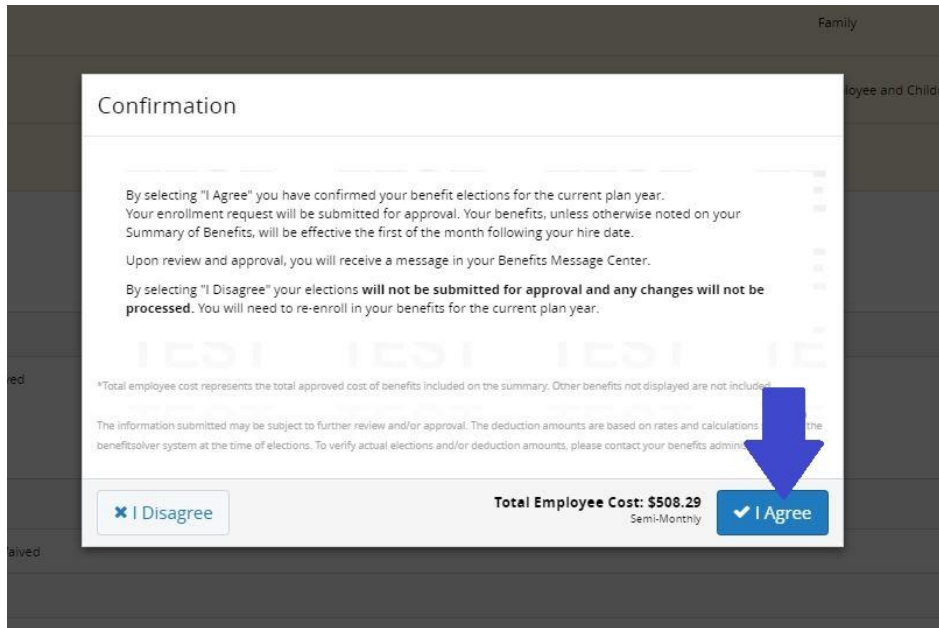 Family
loyee and Child
Confirmation
By selecting "I Agree" you have confirmed your benefit elections for the current plan year.
Your enrollment request will be submitted for approval. Your benefits, unless otherwise noted on your
Summary of Benefits, will be effective the first of the month following your hire date.
Upon review and approval, you will receive a message in your Benefits Message Center.
By selecting "I Disagree" your elections will not be submitted for approval and any changes will not be
processed. You will need to re-enroll in your benefits for the current plan year.
TEST TEST TEST TE
ved
*Total employee cost represents the total approved cost of benefits included on the summary. Other benefits not displayed are not included
The information submitted may be subject to further review and/or approval. The deduction amounts are based on rates and calculations the
benefitsolver system at the time of elections. To verify actual elections and/or deduction amounts, please contact your benefits adminis
✖ I Disagree
Total Employee Cost: $508.29
Semi-Monthly
✔ I Agree
aived